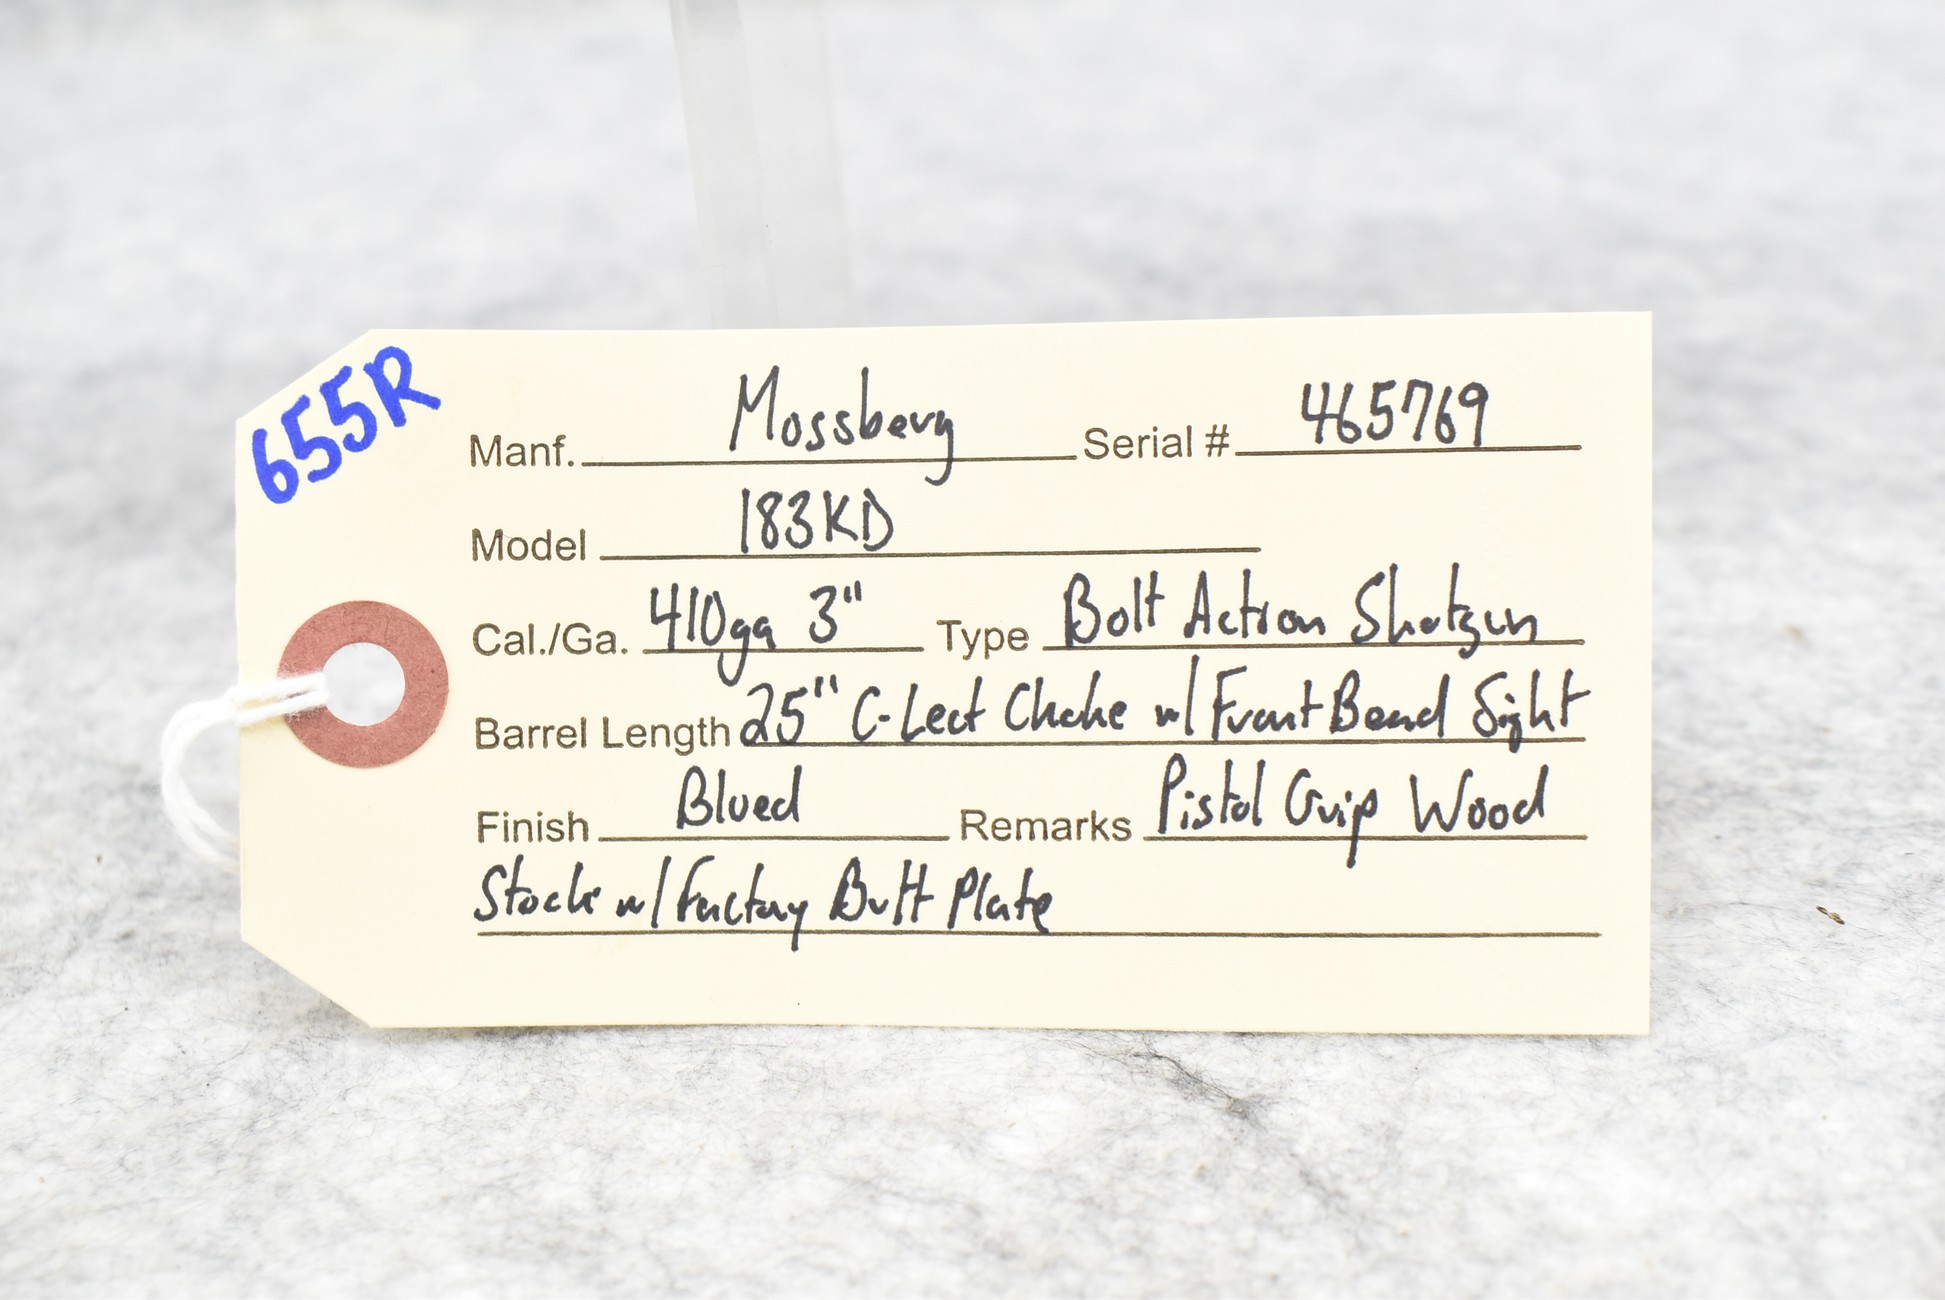 655R
Manf. Mossberg Serial # 465769
Model 183KD
Cal./Ga. 410ga 3" Type Bolt Action Shotgun
Barrel Length 25" C-Lect Choke w/ Front Bead Sight
Finish Blued Remarks Pistol Grip Wood
Stock w/ Factory Butt Plate